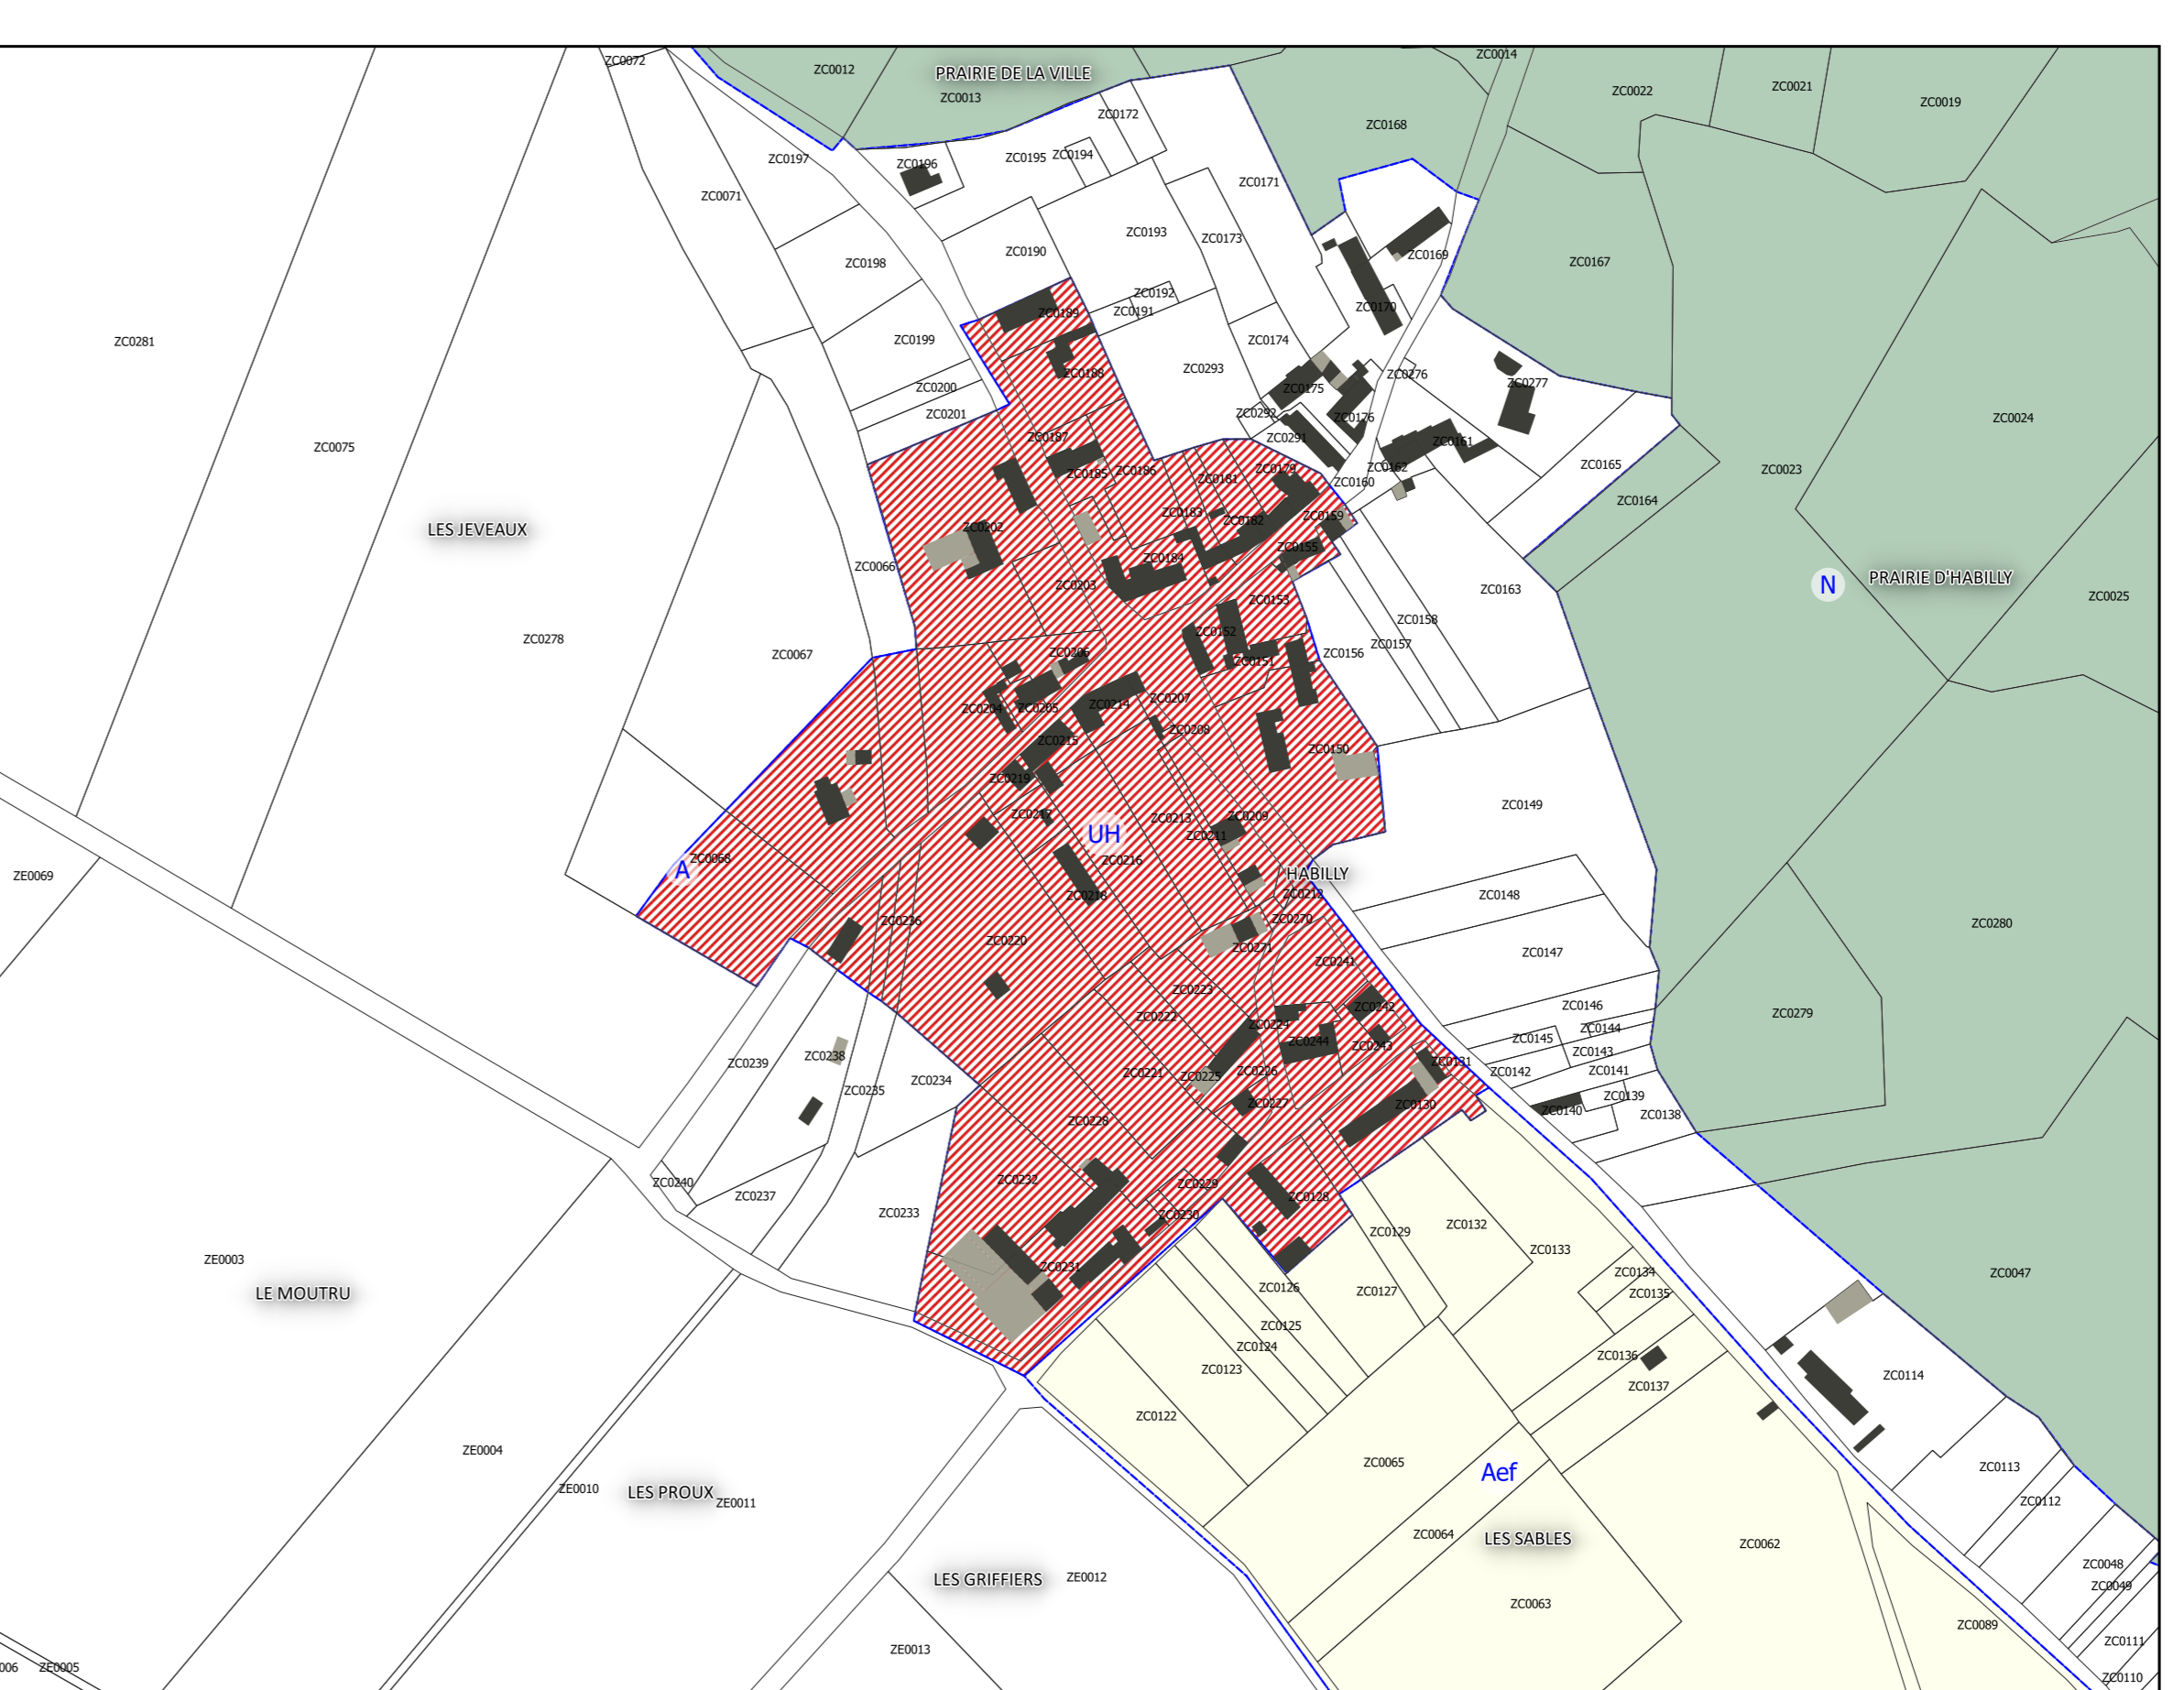 ZC0072
ZC0012
PRAIRIE DE LA VILLE
ZC0013
ZC0014
ZC0022
ZC0021
ZC0019
ZC0172
ZC0168
ZC0197
ZC0196
ZC0195
ZC0194
ZC0171
ZC0071
ZC0193
ZC0173
ZC0190
ZC0169
ZC0198
ZC0167
ZC0192
ZC0191
ZC0170
ZC0189
ZC0281
ZC0199
ZC0174
ZC0188
ZC0293
ZC0276
ZC0277
ZC0200
ZC0175
ZC0201
ZC0292
ZC0176
ZC0024
ZC0187
ZC0291
ZC0161
ZC0075
ZC0185
ZC0186
ZC0181
ZC0179
ZC0162
ZC0165
ZC0023
ZC0160
ZC0164
LES JEVEAUX
ZC0202
ZC0183
ZC0182
ZC0159
ZC0155
ZC0184
ZC0066
ZC0203
ZC0153
ZC0163
N
PRAIRIE D'HABILLY
ZC0025
ZC0158
ZC0152
ZC0157
ZC0278
ZC0067
ZC0206
ZC0151
ZC0156
ZC0204
ZC0205
ZC0214
ZC0207
ZC0208
ZC0215
ZC0150
ZC0219
ZC0149
ZC0217
ZC0213
ZC0209
ZC0211
UH
ZC0068
ZC0216
A
HABILLY
ZE0069
ZC0218
ZC0212
ZC0148
ZC0236
ZC0270
ZC0280
ZC0220
ZC0271
ZC0147
ZC0241
ZC0223
ZC0222
ZC0242
ZC0146
ZC0279
ZC0224
ZC0244
ZC0243
ZC0144
ZC0145
ZC0143
ZC0239
ZC0238
ZC0131
ZC0142
ZC0141
ZC0235
ZC0234
ZC0221
ZC0225
ZC0226
ZC0139
ZC0227
ZC0130
ZC0140
ZC0138
ZC0228
ZC0240
ZC0237
ZC0232
ZC0229
ZC0128
ZC0233
ZC0230
ZC0129
ZC0132
ZC0133
ZE0003
ZC0231
ZC0134
ZC0047
LE MOUTRU
ZC0126
ZC0127
ZC0135
ZC0125
ZC0124
ZC0136
ZC0123
ZC0137
ZC0114
ZC0122
ZE0004
ZC0065
Aef
ZC0113
ZE0010
LES PROUX
ZE0011
ZC0112
ZC0064
LES SABLES
ZC0062
ZC0048
LES GRIFFIERS
ZE0012
ZC0049
ZC0063
ZC0089
ZE0013
ZC0111
006
ZE0005
ZC0110